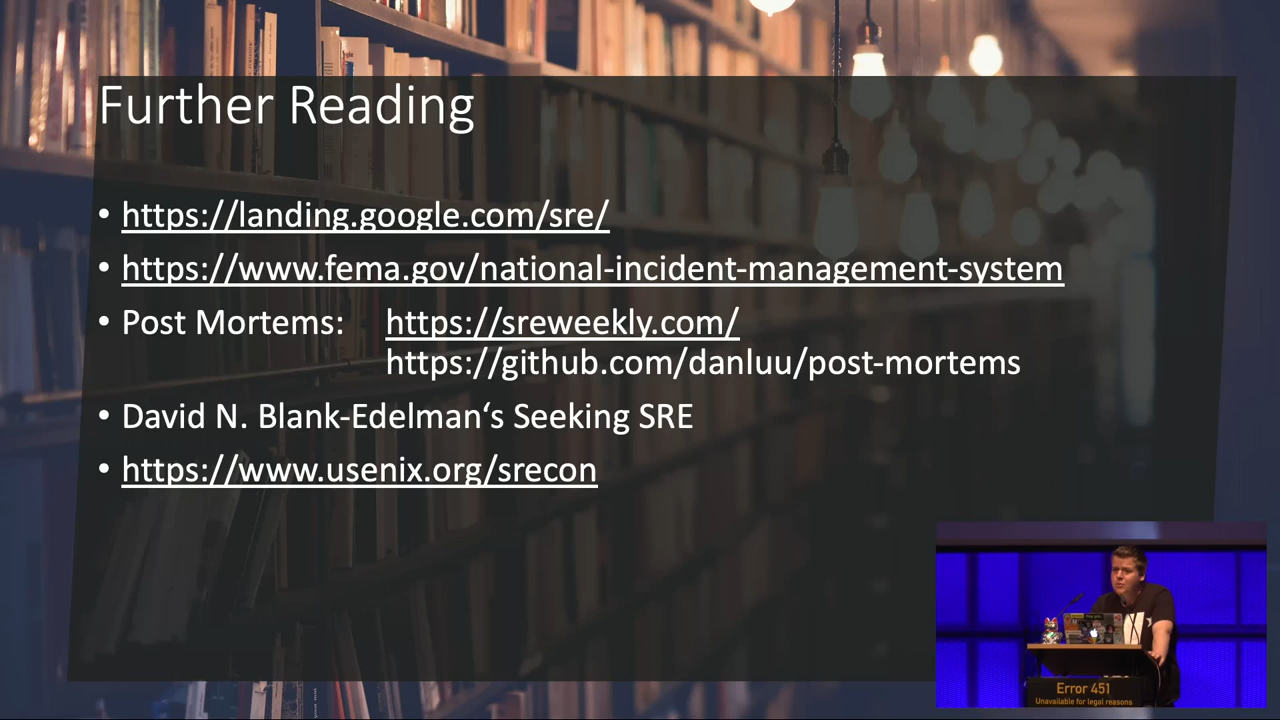 Further Reading
• https://landing.google.com/sre/
• https://www.fema.gov/national-incident-management-system
• Post Mortems: https://sreweekly.com/
https://github.com/danluu/post-mortems
• David N. Blank-Edelman‘s Seeking SRE
• https://www.usenix.org/srecon
Error 451
Unavailable for legal reasons